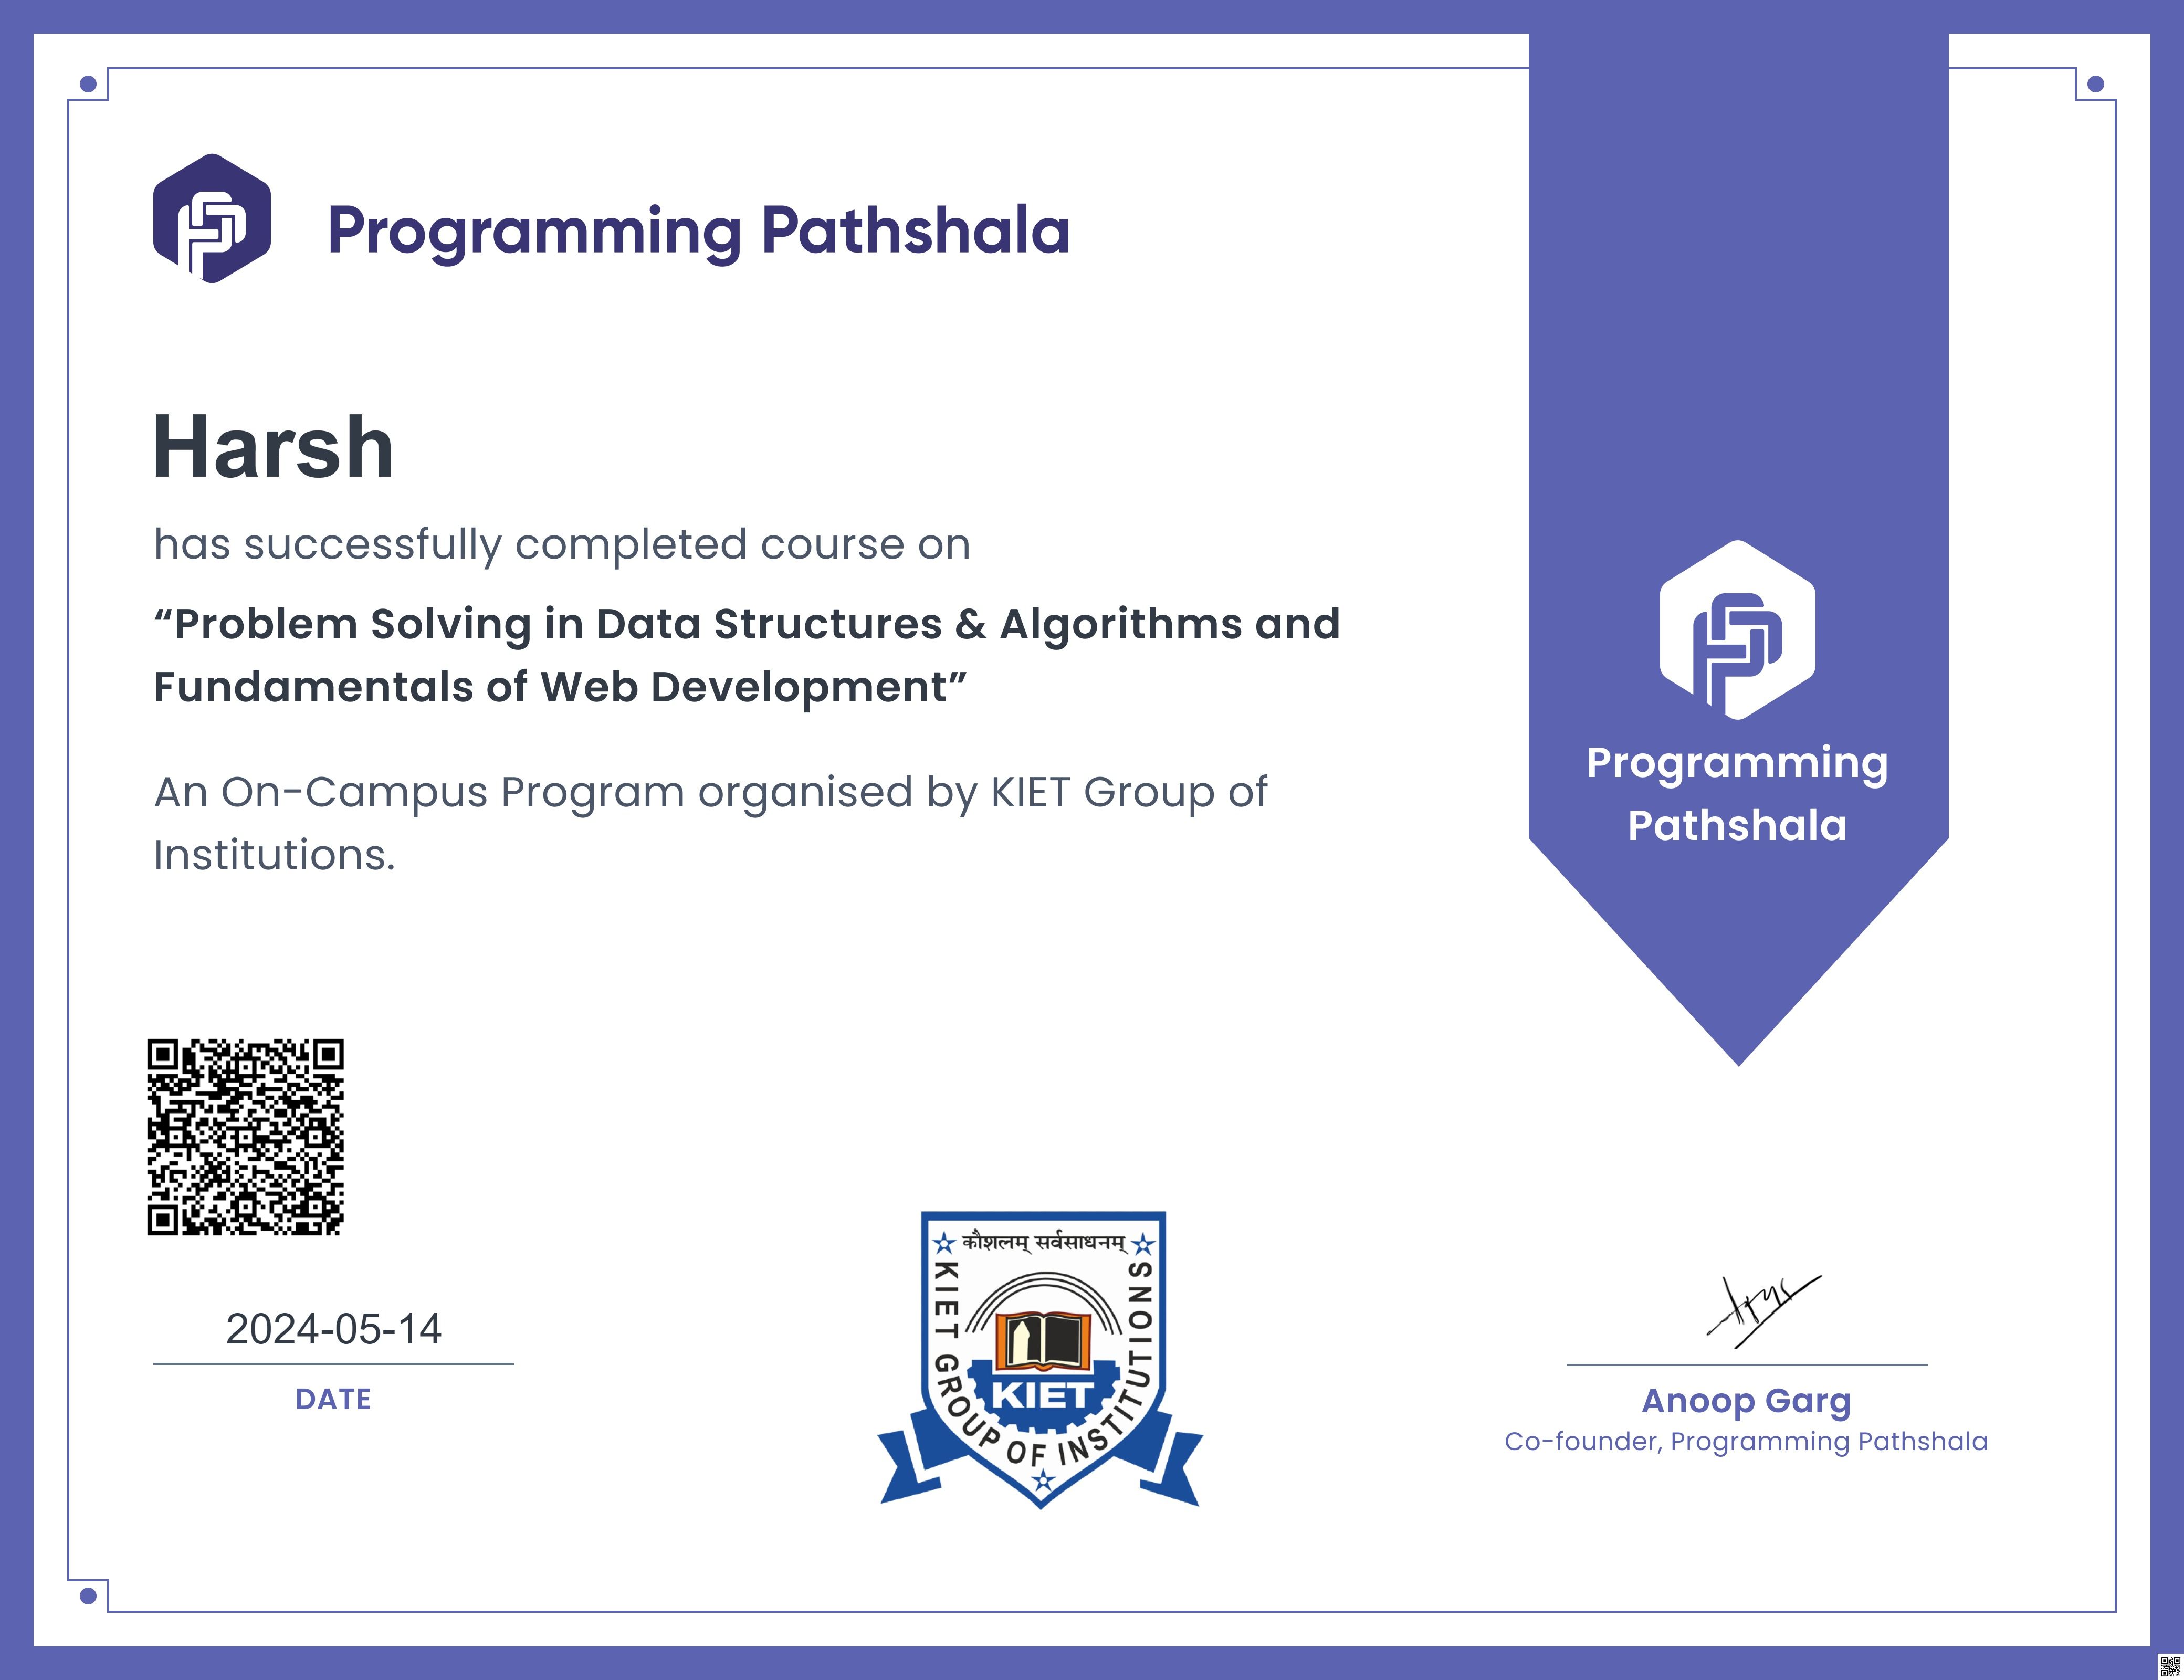 Programming Pathshala
Harsh
has successfully completed course on
“Problem Solving in Data Structures & Algorithms and
Fundamentals of Web Development”
An On-Campus Program organised by KIET Group of
Institutions.
Programming
Pathshala
2024-05-14
DATE
कौशलम् सर्वसाधनम्
KIET GROUP OF INSTITUTIONS
KIET
Anoop Garg
Co-founder, Programming Pathshala